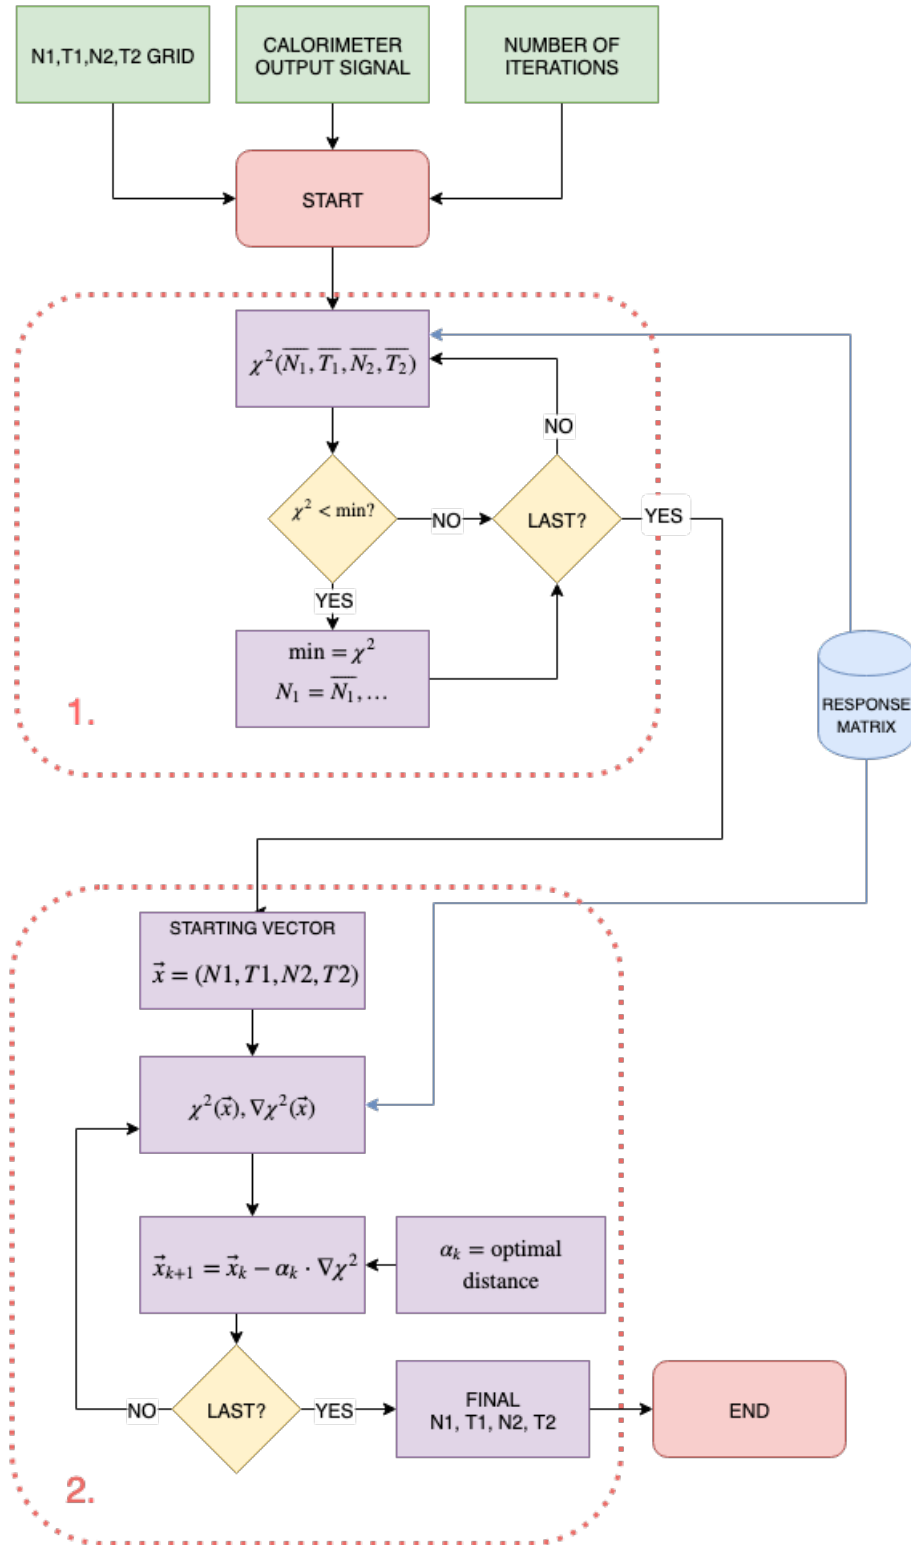 N1,T1,N2,T2 GRID
CALORIMETER
OUTPUT SIGNAL
NUMBER OF
ITERATIONS
START
χ²(N̅₁, T̅₁, N̅₂, T̅₂)
NO
χ² < min?
NO
LAST?
YES
YES
min = χ²
N₁ = N̅₁, …
1.
RESPONSE
MATRIX
STARTING VECTOR
x⃗ = (N1, T1, N2, T2)
χ²(x⃗), ∇χ²(x⃗)
x⃗ₖ₊₁ = x⃗ₖ − αₖ · ∇χ²
αₖ = optimal
distance
NO
LAST?
YES
FINAL
N1, T1, N2, T2
END
2.